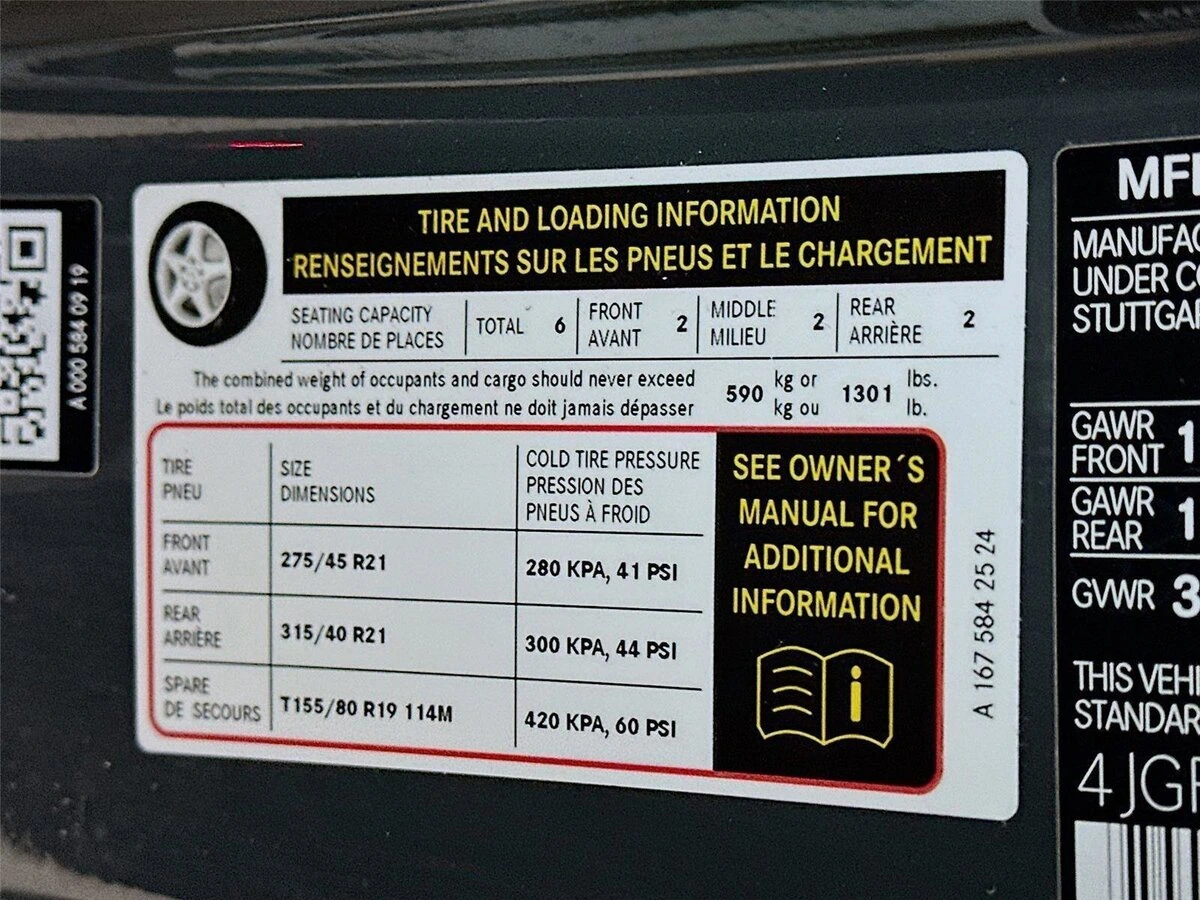 A 000 584 09 19
TIRE AND LOADING INFORMATION
RENSEIGNEMENTS SUR LES PNEUS ET LE CHARGEMENT
SEATING CAPACITY
NOMBRE DE PLACES
TOTAL 6
FRONT
AVANT 2
MIDDLE
MILIEU 2
REAR
ARRIÈRE 2
The combined weight of occupants and cargo should never exceed 590 kg or 1301 lbs.
Le poids total des occupants et du chargement ne doit jamais dépasser kg ou lb.
TIRE
PNEU
SIZE
DIMENSIONS
COLD TIRE PRESSURE
PRESSION DES
PNEUS À FROID
FRONT
AVANT
275/45 R21
280 KPA, 41 PSI
REAR
ARRIÈRE
315/40 R21
300 KPA, 44 PSI
SPARE
DE SECOURS
T155/80 R19 114M
420 KPA, 60 PSI
SEE OWNER´S
MANUAL FOR
ADDITIONAL
INFORMATION
i
A 167 584 25 24
UNDER
GAWR
FRONT 1
GAWR
REAR 1
GVWR 3
THIS
4JG